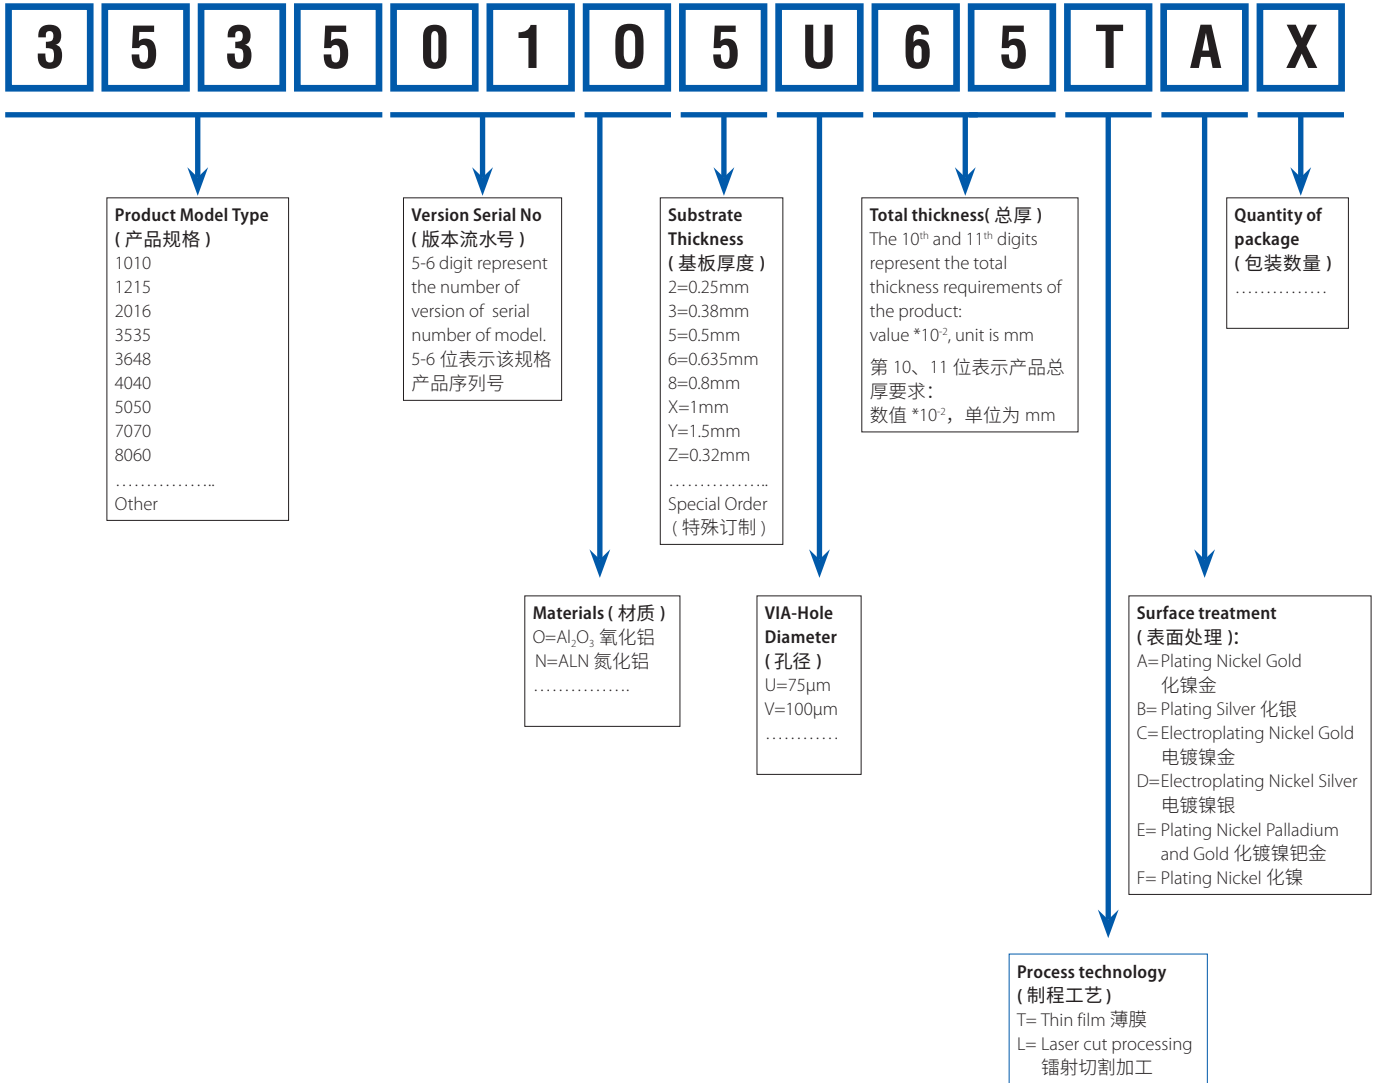 3 5 3 5 0 1 O 5 U 6 5 T A X
Product Model Type
( 产品规格 )
1010
1215
2016
3535
3648
4040
5050
7070
8060
……………..
Other
Version Serial No
( 版本流水号 )
5-6 digit represent
the number of
version of serial
number of model.
5-6 位表示该规格
产品序列号
Substrate
Thickness
( 基板厚度 )
2=0.25mm
3=0.38mm
5=0.5mm
6=0.635mm
8=0.8mm
X=1mm
Y=1.5mm
Z=0.32mm
……………..
Special Order
( 特殊订制 )
Total thickness( 总厚 )
The 10th and 11th digits
represent the total
thickness requirements of
the product:
value *10-2, unit is mm
第 10、11 位表示产品总
厚要求：
数值 *10-2，单位为 mm
Quantity of
package
( 包装数量 )
……………
Materials ( 材质 )
O=Al2O3 氧化铝
N=ALN 氮化铝
…………….
VIA-Hole
Diameter
( 孔径 )
U=75μm
V=100μm
…………
Surface treatment
( 表面处理 ):
A= Plating Nickel Gold
化镍金
B= Plating Silver 化银
C= Electroplating Nickel Gold
电镀镍金
D= Electroplating Nickel Silver
电镀镍银
E= Plating Nickel Palladium
and Gold 化镀镍钯金
F= Plating Nickel 化镍
Process technology
( 制程工艺 )
T= Thin film 薄膜
L= Laser cut processing
镭射切割加工